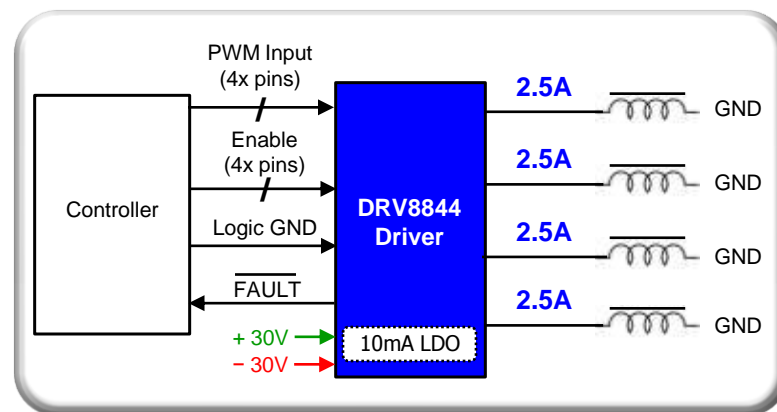 PWM Input
(4x pins)
Enable
(4x pins)
Controller
Logic GND
FAULT
+ 30V
− 30V
DRV8844
Driver
10mA LDO
2.5A
GND
2.5A
GND
2.5A
GND
2.5A
GND